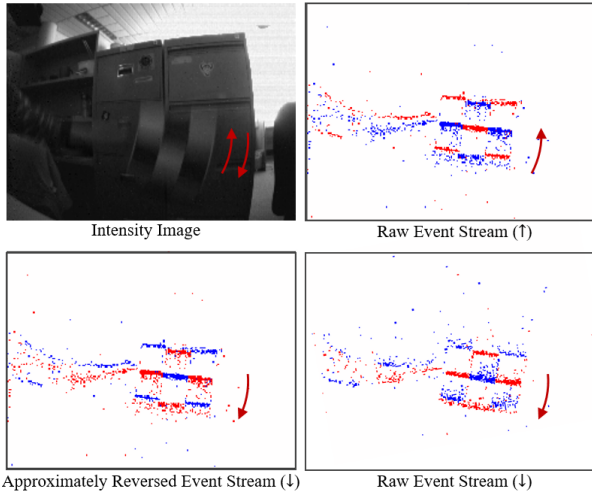 Intensity Image
Raw Event Stream (↑)
Approximately Reversed Event Stream (↓)
Raw Event Stream (↓)